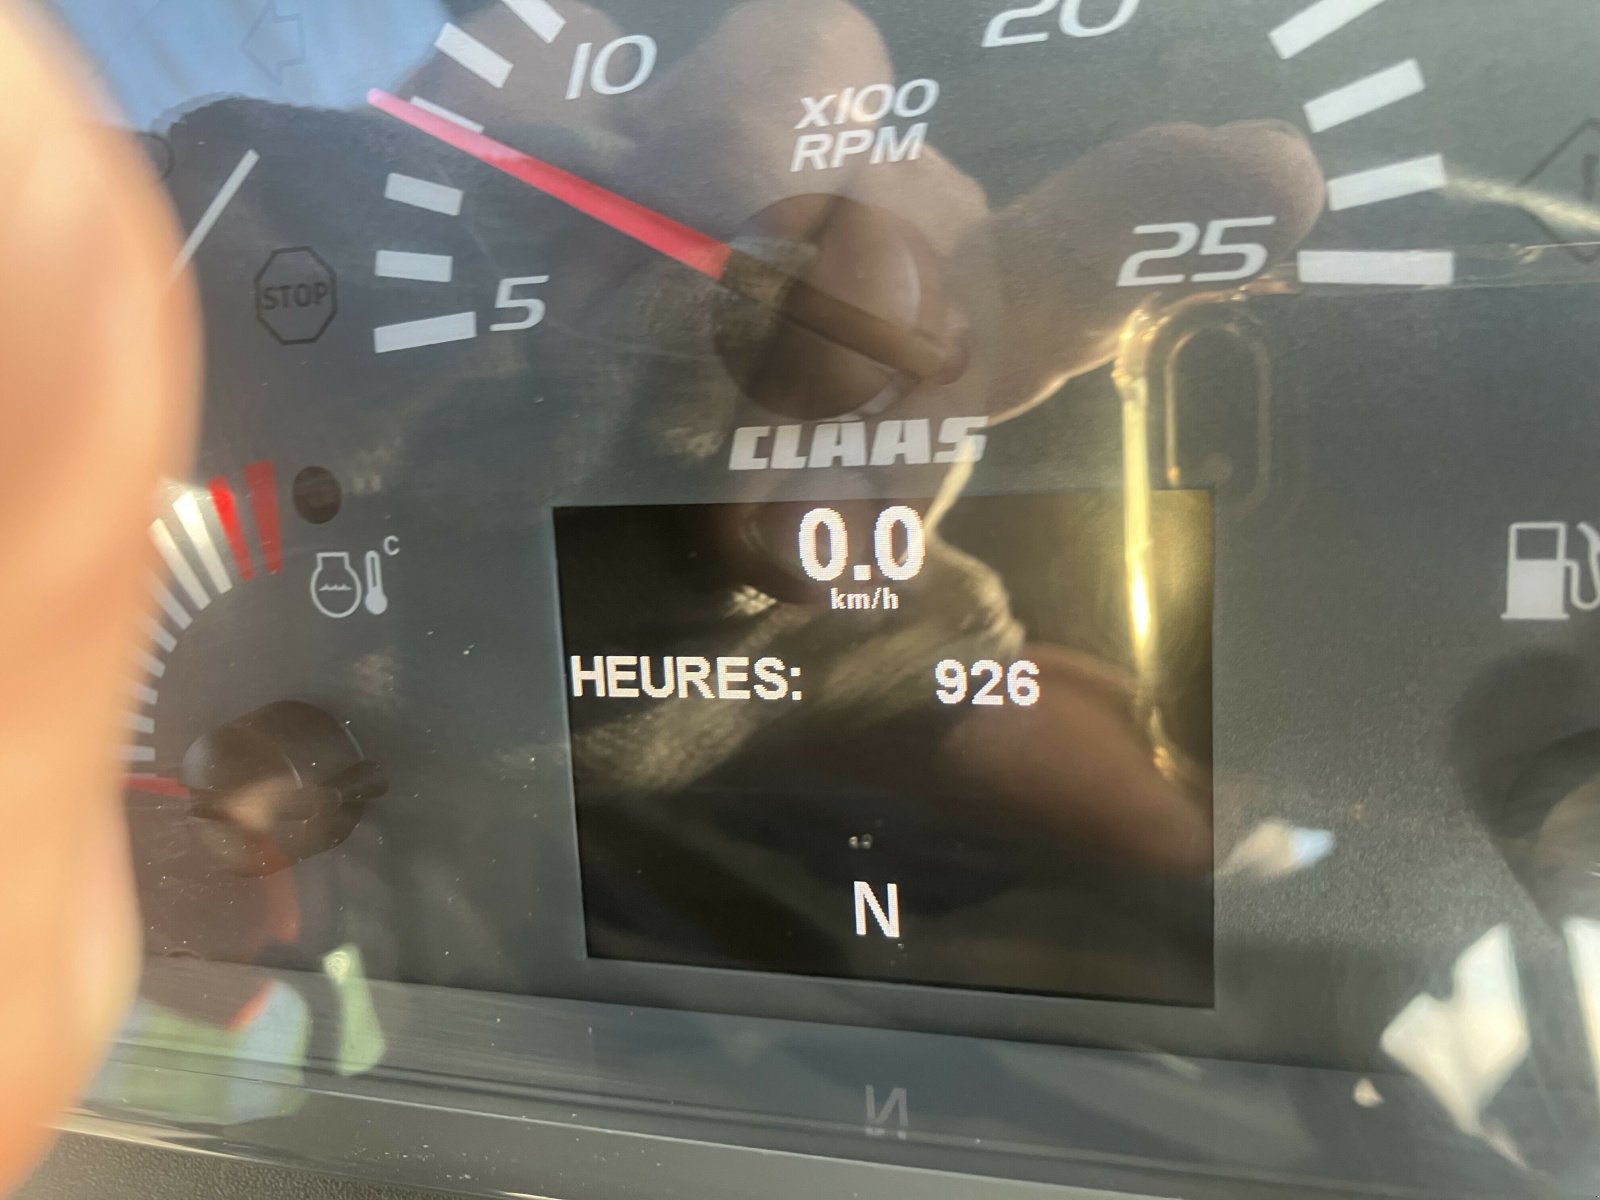 10
20
X100
RPM
25
STOP
5
CLAAS
0.0
km/h
C
HEURES: 926
N
N